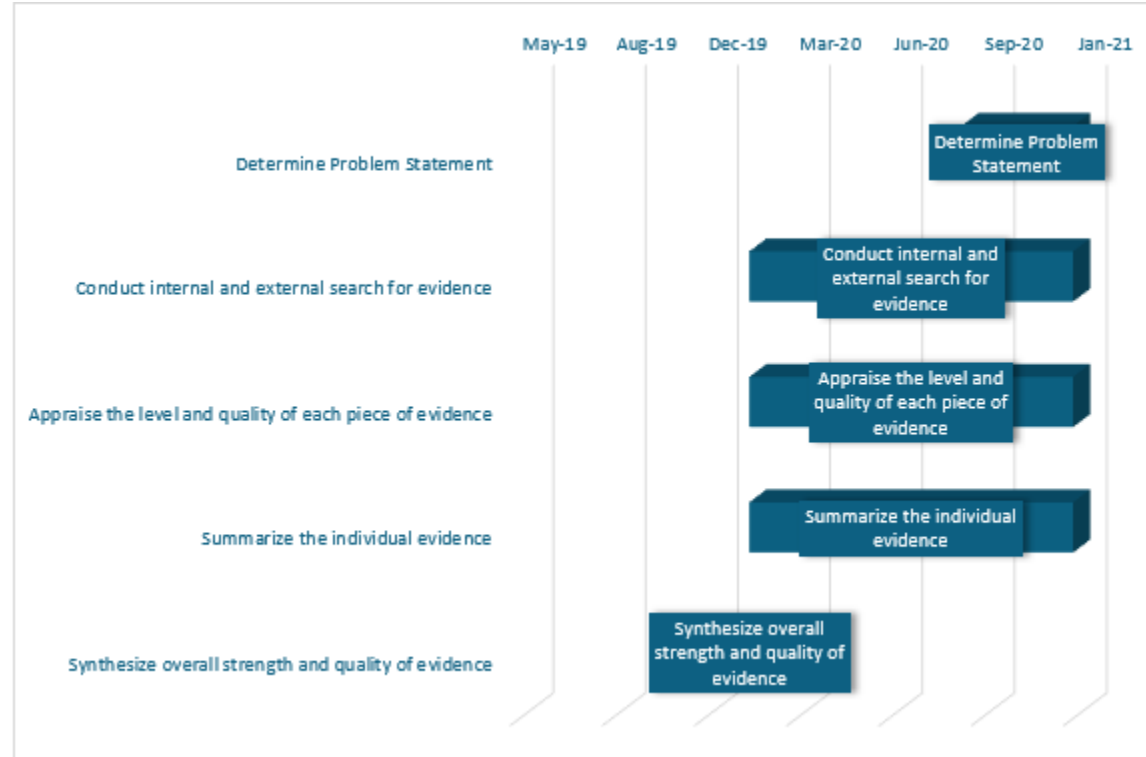 May-19 Aug-19 Dec-19 Mar-20 Jun-20 Sep-20 Jan-21
Determine Problem Statement
Determine Problem
Statement
Conduct internal and external search for evidence
Conduct internal and
external search for
evidence
Appraise the level and quality of each piece of evidence
Appraise the level and
quality of each piece of
evidence
Summarize the individual evidence
Summarize the individual
evidence
Synthesize overall strength and quality of evidence
Synthesize overall
strength and quality of
evidence